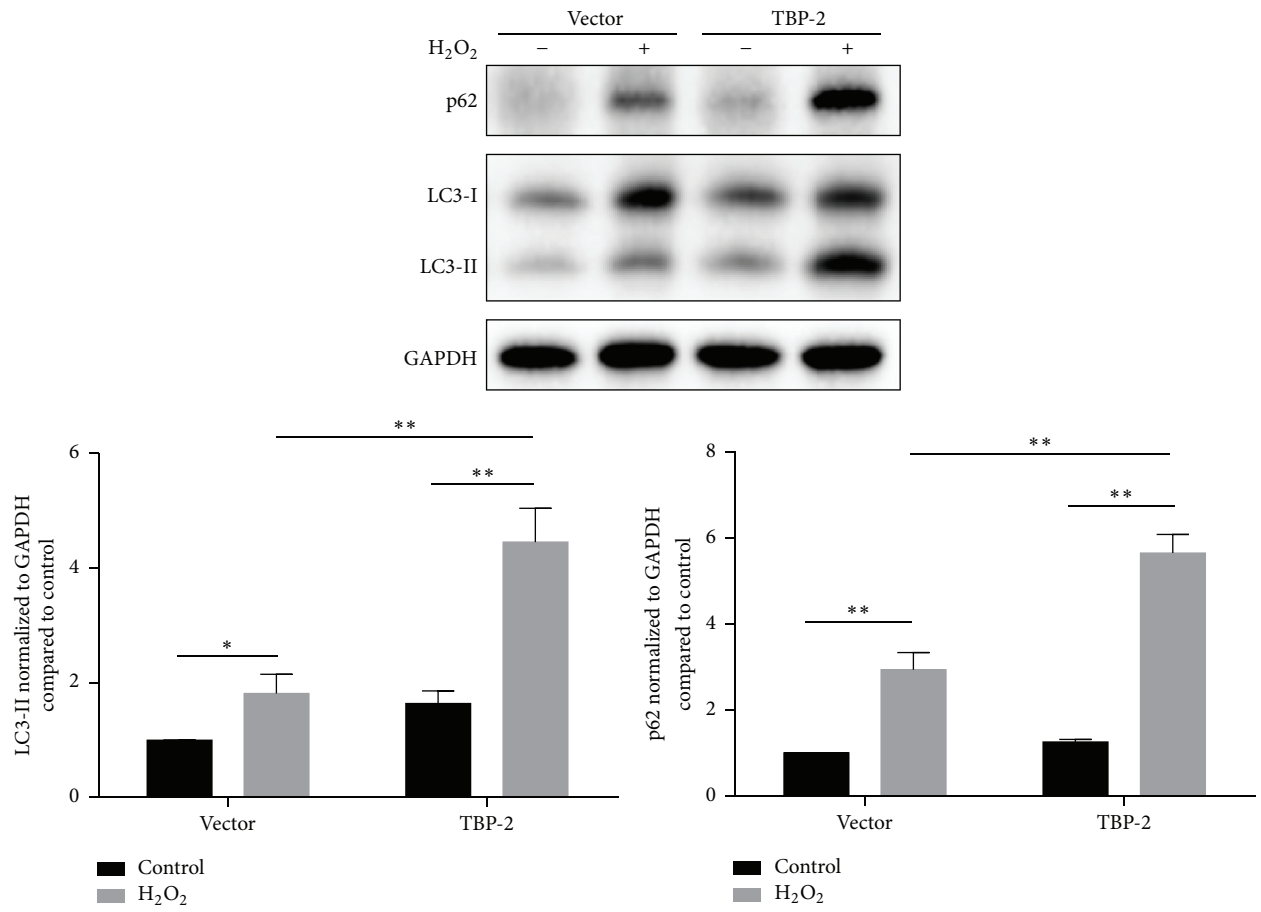 Vector TBP-2
H₂O₂ − + − +
p62
LC3-I
LC3-II
GAPDH
LC3-II normalized to GAPDH
compared to control
6
4
2
0
**
**
*
Vector TBP-2
Control
H₂O₂
p62 normalized to GAPDH
compared to control
8
6
4
2
0
**
**
**
Vector TBP-2
Control
H₂O₂